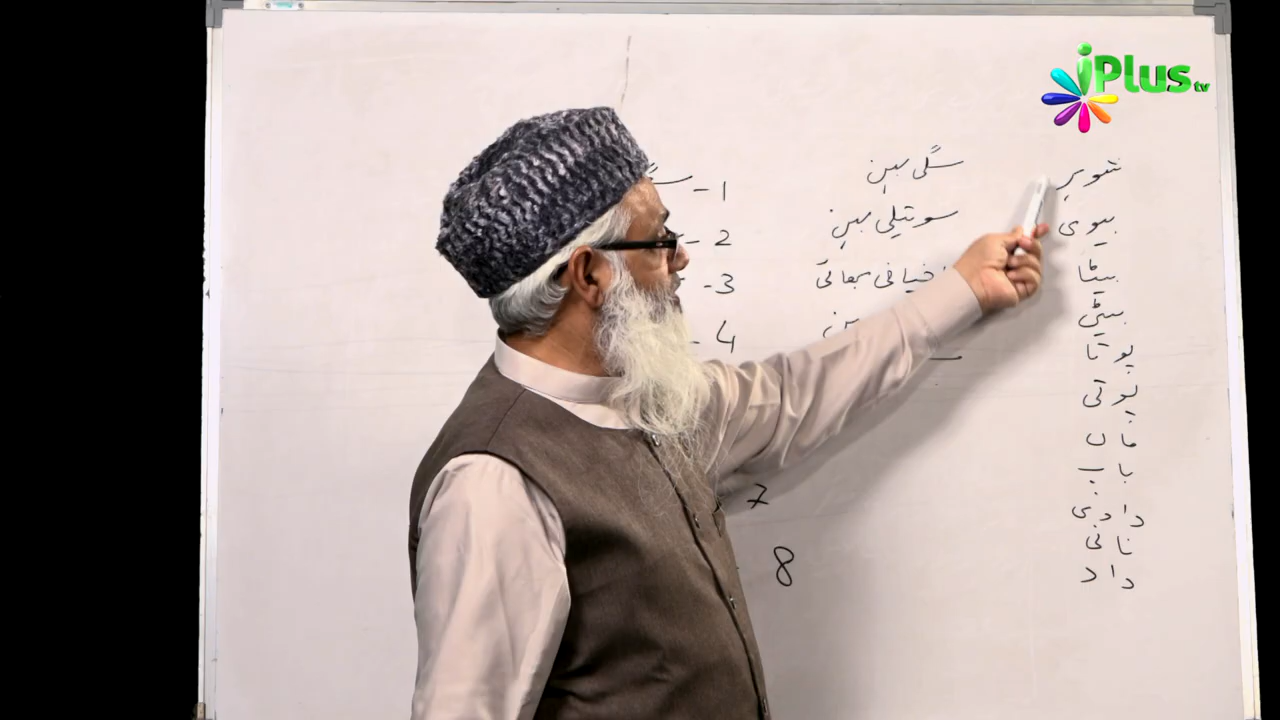 iPlus tv
شوہر
بیوی
بیٹا
بیٹی
پوتا
پوتی
ماں
باپ
دادی
نانی
دادا
سگی بہن
سوتیلی بہن
اخیافی بھائی
1-
2-
3-
4-
7
8